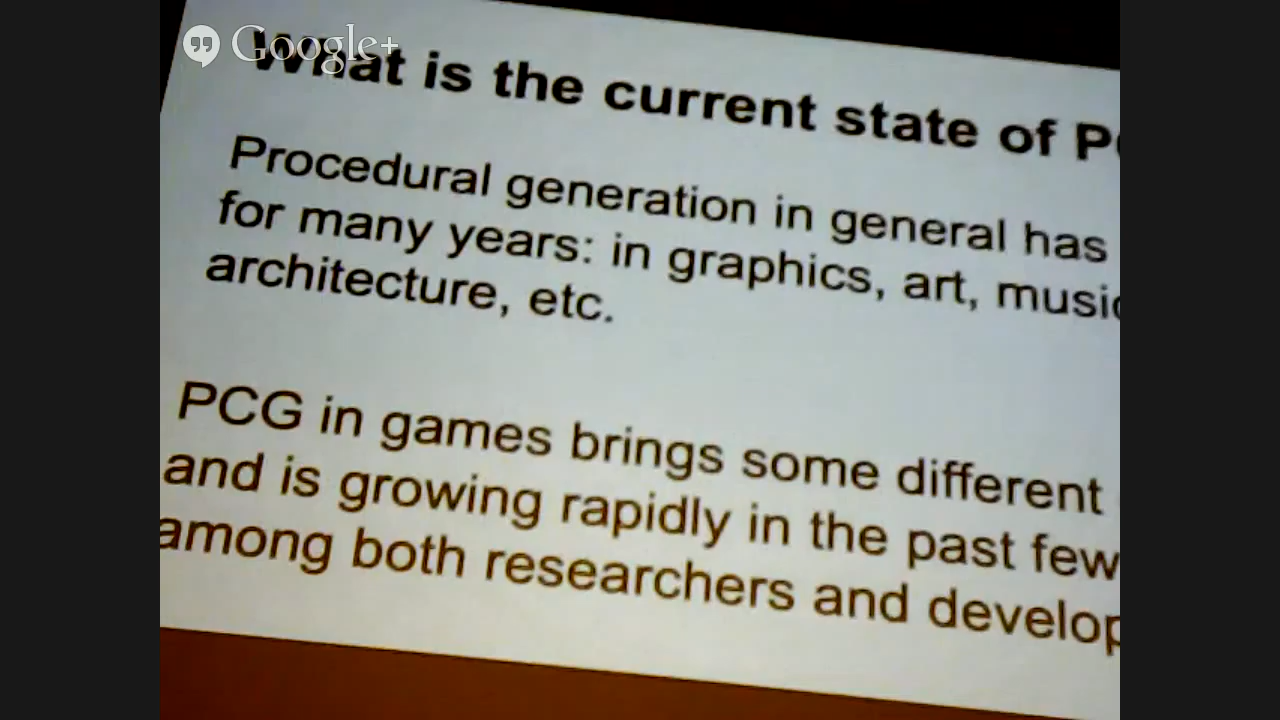 Google+
What is the current state of
Procedural generation in general has
for many years: in graphics, art,
architecture, etc.
PCG in games brings some different
and is growing rapidly in the past few
among both researchers and